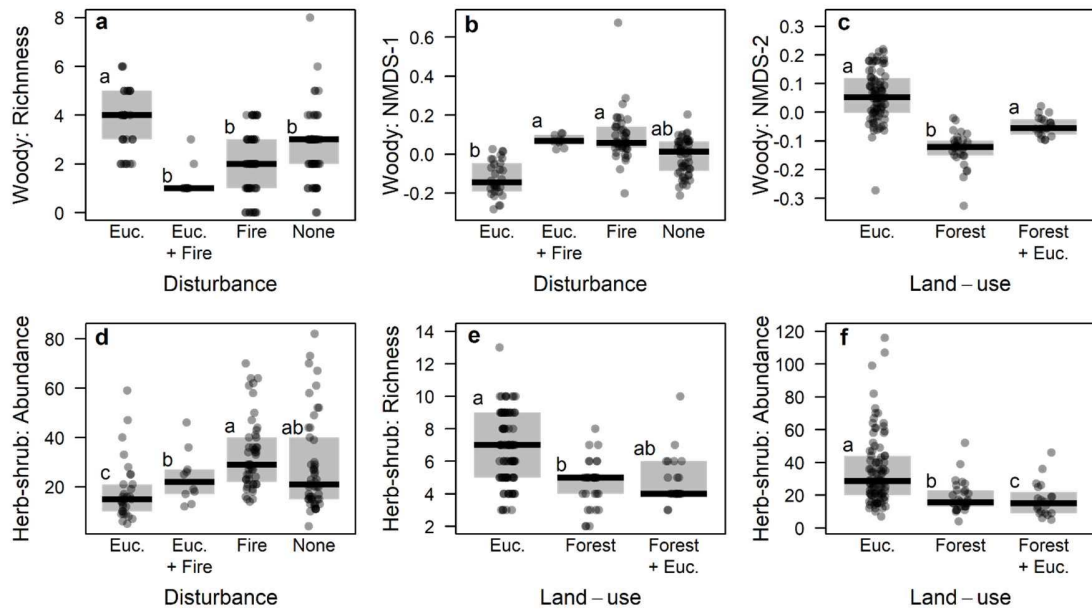 a
Woody: Richnness
8
6
4
2
0
a
b
b
b
Euc.
Euc.
+ Fire
Fire
None
Disturbance
b
Woody: NMDS-1
0.6
0.4
0.2
0.0
-0.2
b
a
a
ab
Euc.
Euc.
+ Fire
Fire
None
Disturbance
c
Woody: NMDS-2
0.3
0.2
0.1
0.0
-0.1
-0.2
-0.3
a
b
a
Euc.
Forest
Forest
+ Euc.
Land – use
d
Herb-shrub: Abundance
80
60
40
20
c
b
a
ab
Euc.
Euc.
+ Fire
Fire
None
Disturbance
e
Herb-shrub: Richness
14
12
10
8
6
4
2
a
b
ab
Euc.
Forest
Forest
+ Euc.
Land – use
f
Herb-shrub: Abundance
120
100
80
60
40
20
0
a
b
c
Euc.
Forest
Forest
+ Euc.
Land – use